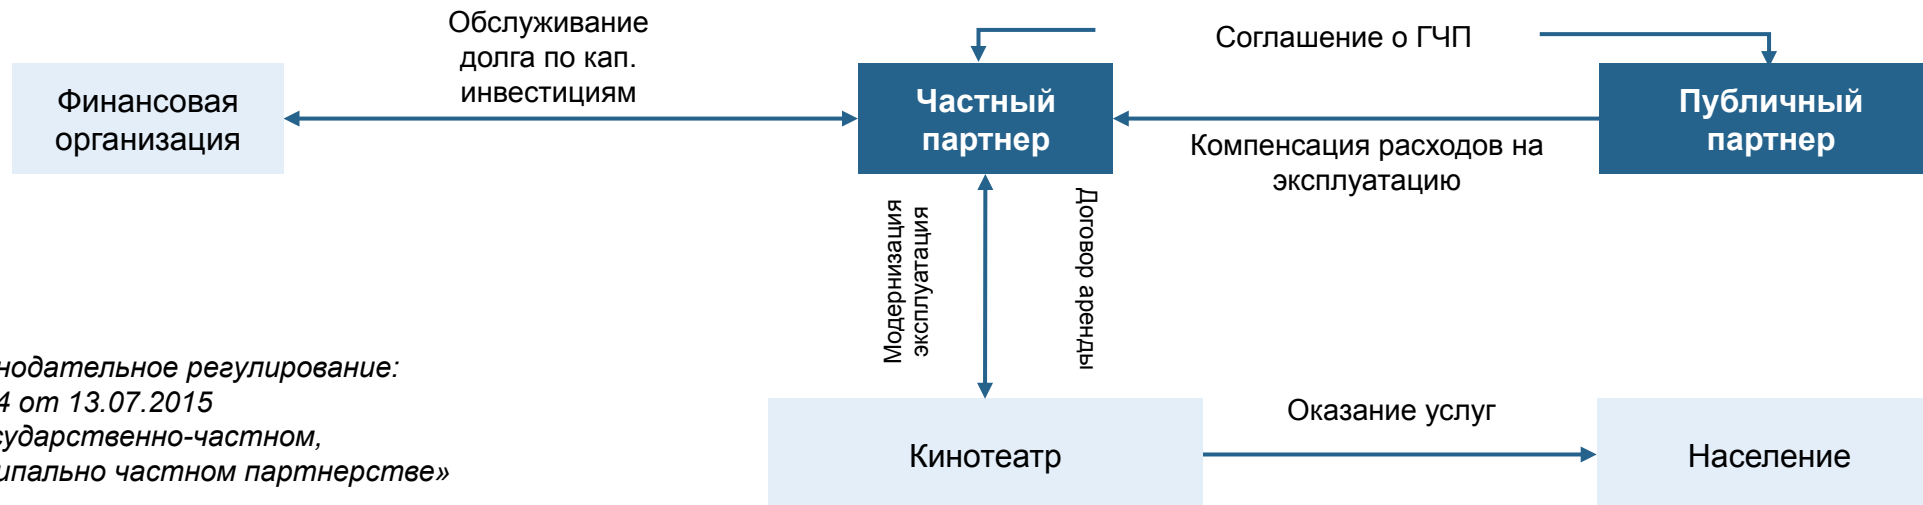 Обслуживание
долга по кап.
инвестициям
Соглашение о ГЧП
Финансовая
организация
Частный
партнер
Публичный
партнер
Компенсация расходов на
эксплуатацию
Модернизация
эксплуатация
Договор аренды
нодательное регулирование:
4 от 13.07.2015
сударственно-частном,
ипально частном партнерстве»
Кинотеатр
Оказание услуг
Население